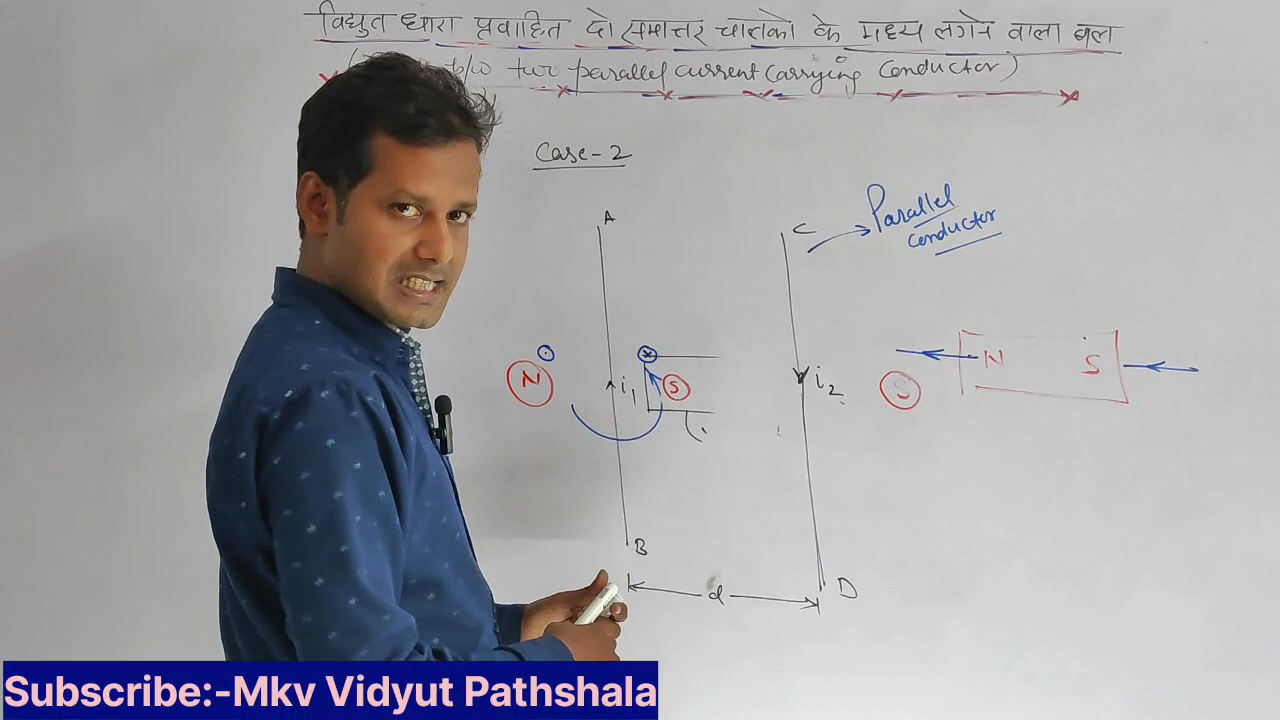 विद्युत धारा प्रवाहित दो समान्तर चालको के मध्य लगने वाला बल
b/w two parallel current carrying conductor)
Case-2
A
C
Parallel
conductor
N
i₁
S
i₂
S
N
S
B
d
D
Subscribe:-Mkv Vidyut Pathshala